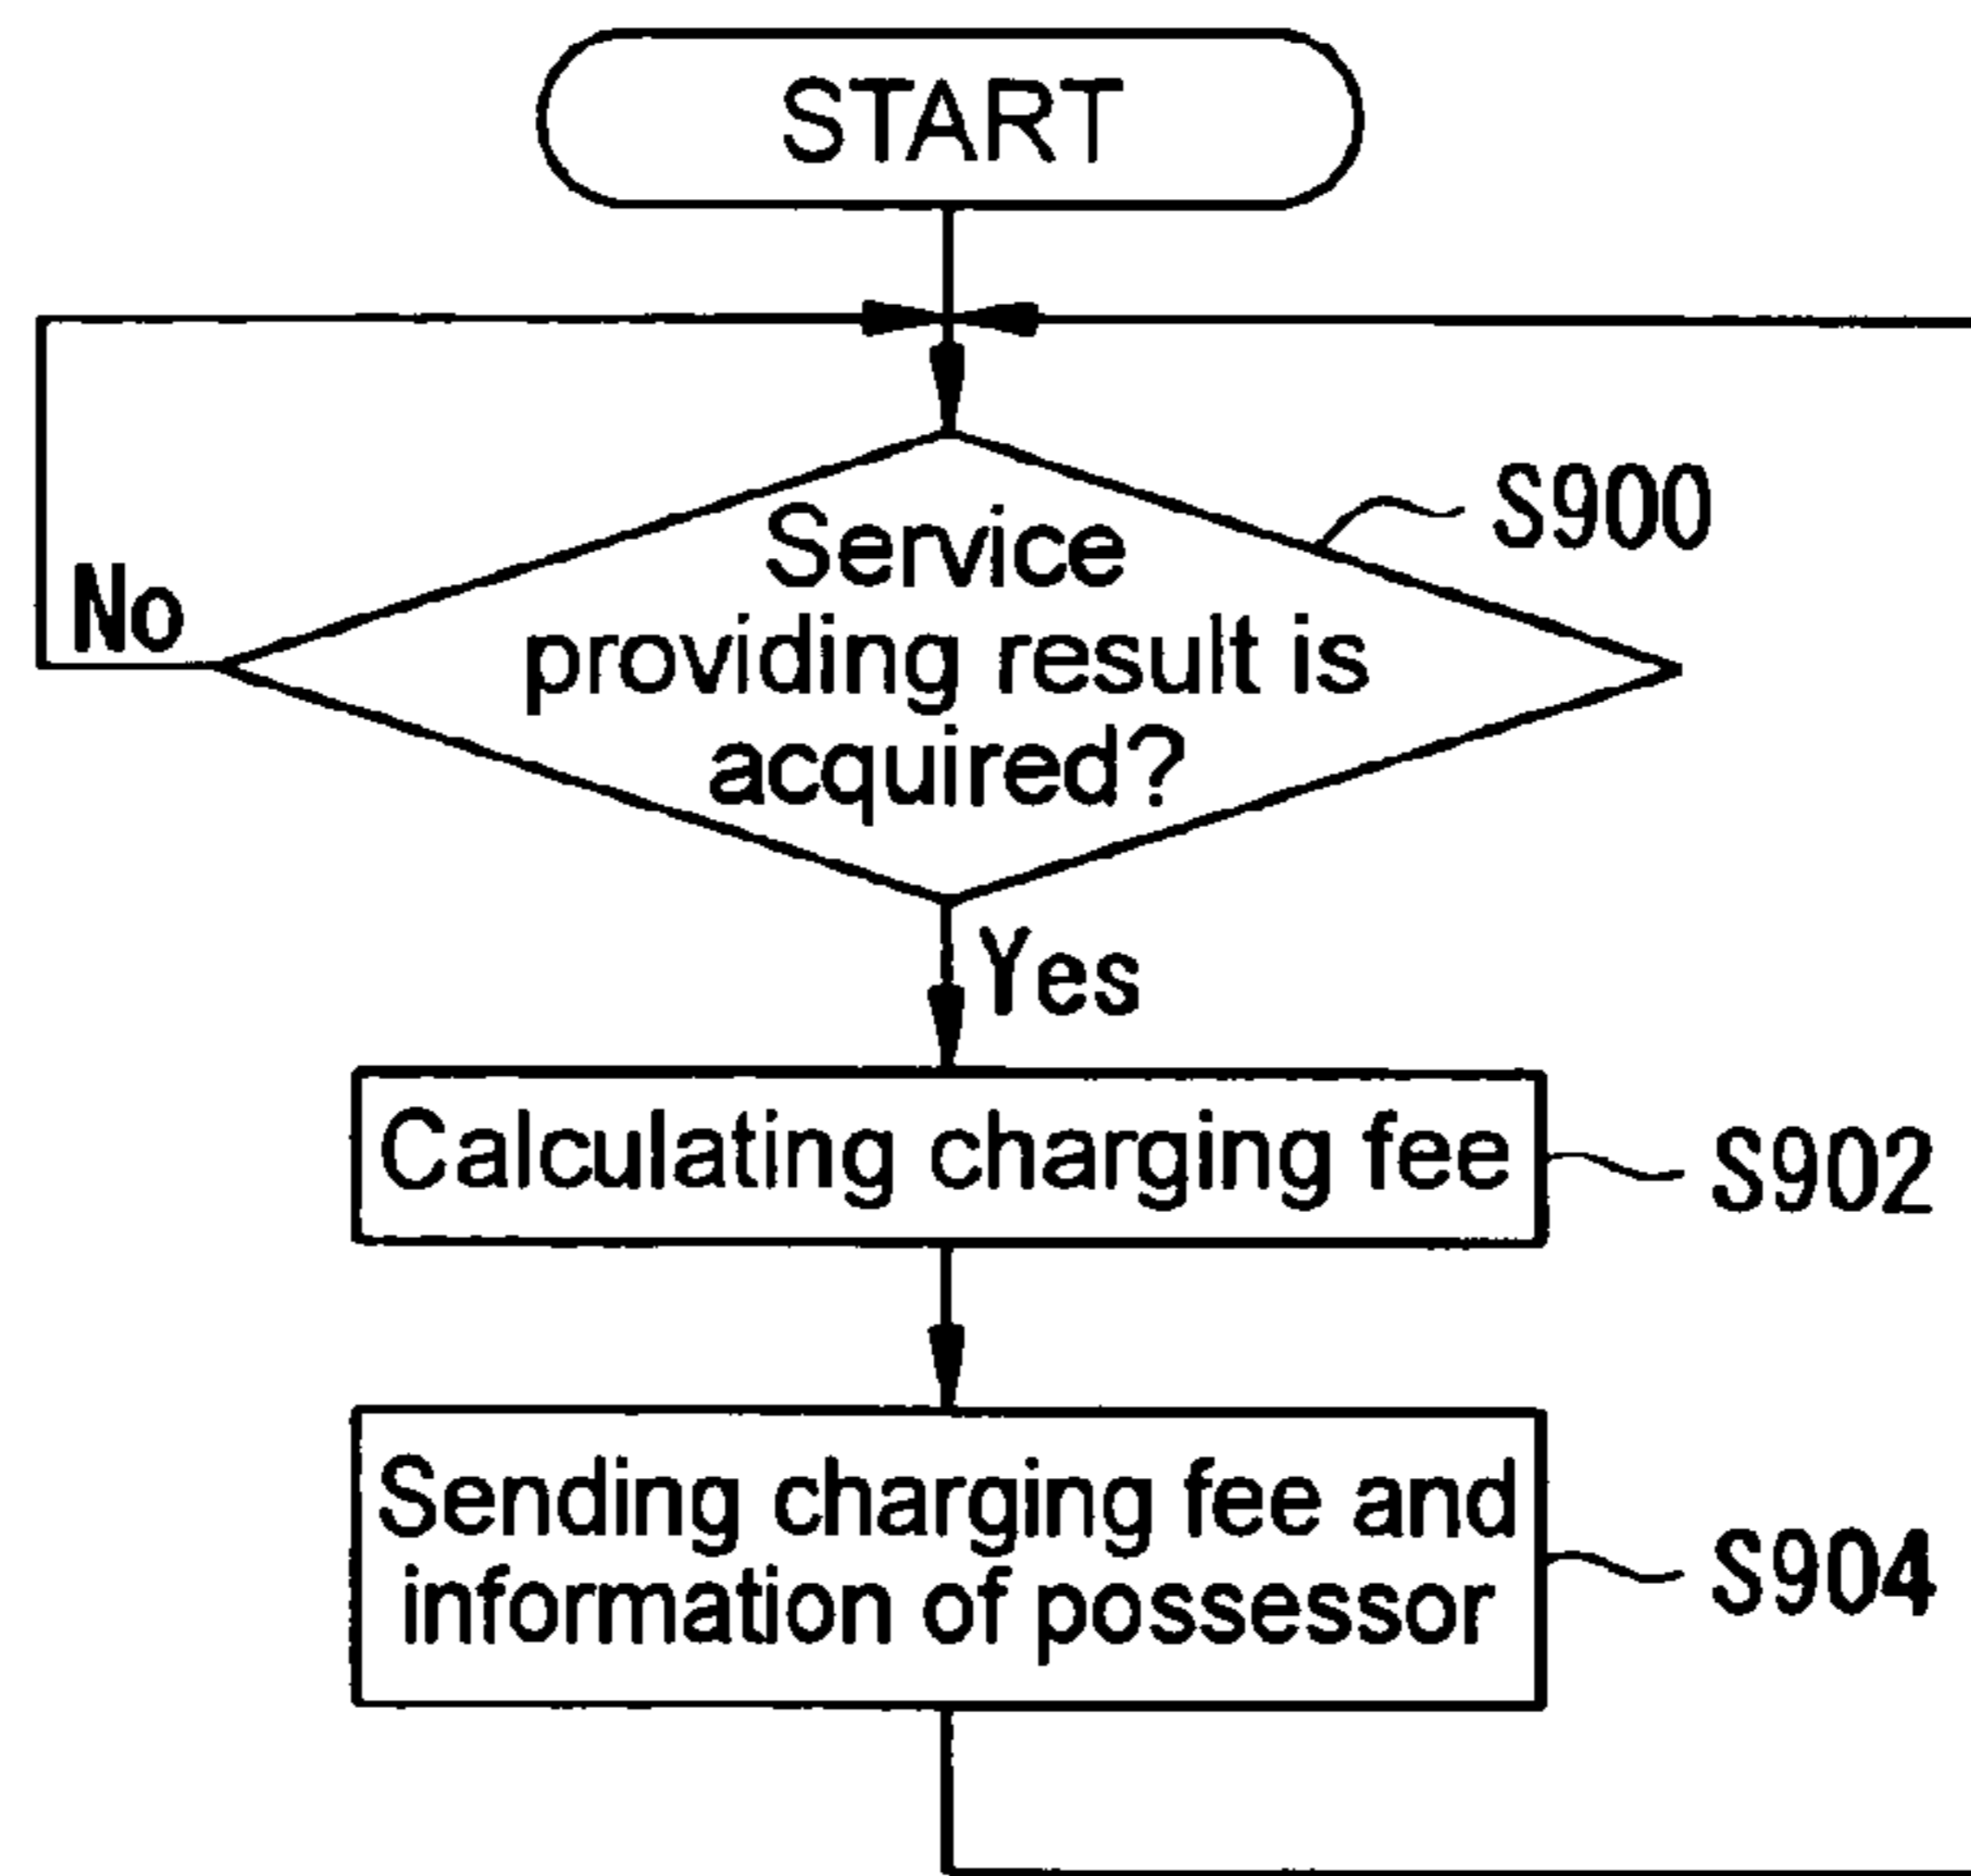 START
S900
Service
providing result is
acquired?
No
Yes
Calculating charging fee
S902
Sending charging fee and
information of possessor
S904